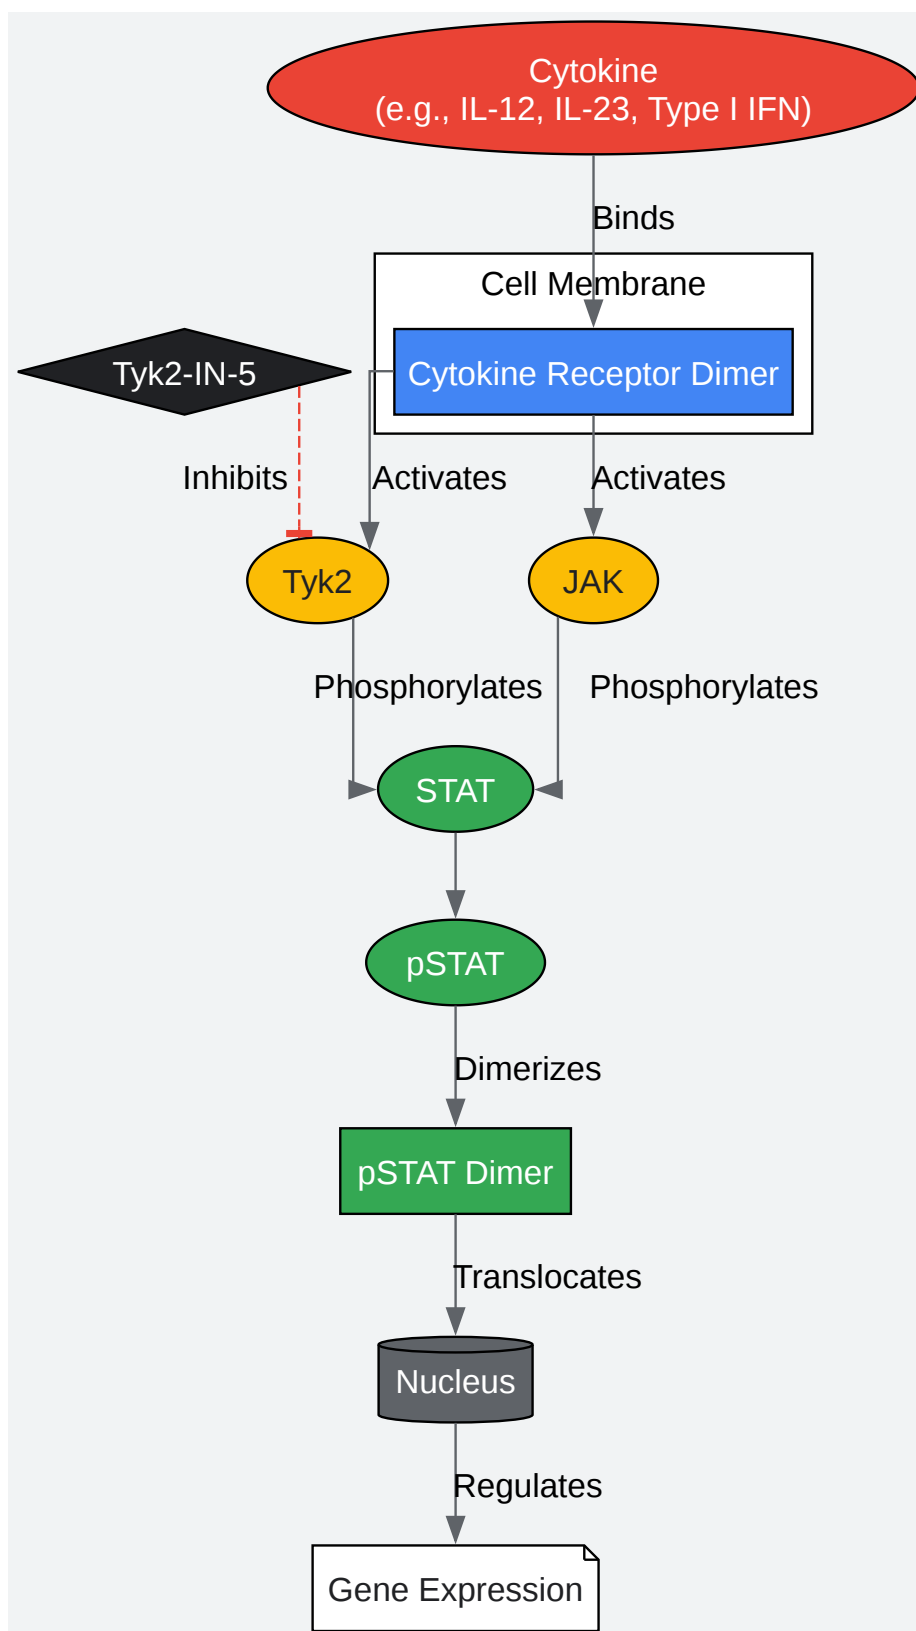 Cytokine
(e.g., IL-12, IL-23, Type I IFN)
Binds
Cell Membrane
Tyk2-IN-5
Cytokine Receptor Dimer
Inhibits
Activates
Activates
Tyk2
JAK
Phosphorylates
Phosphorylates
STAT
pSTAT
Dimerizes
pSTAT Dimer
Translocates
Nucleus
Regulates
Gene Expression